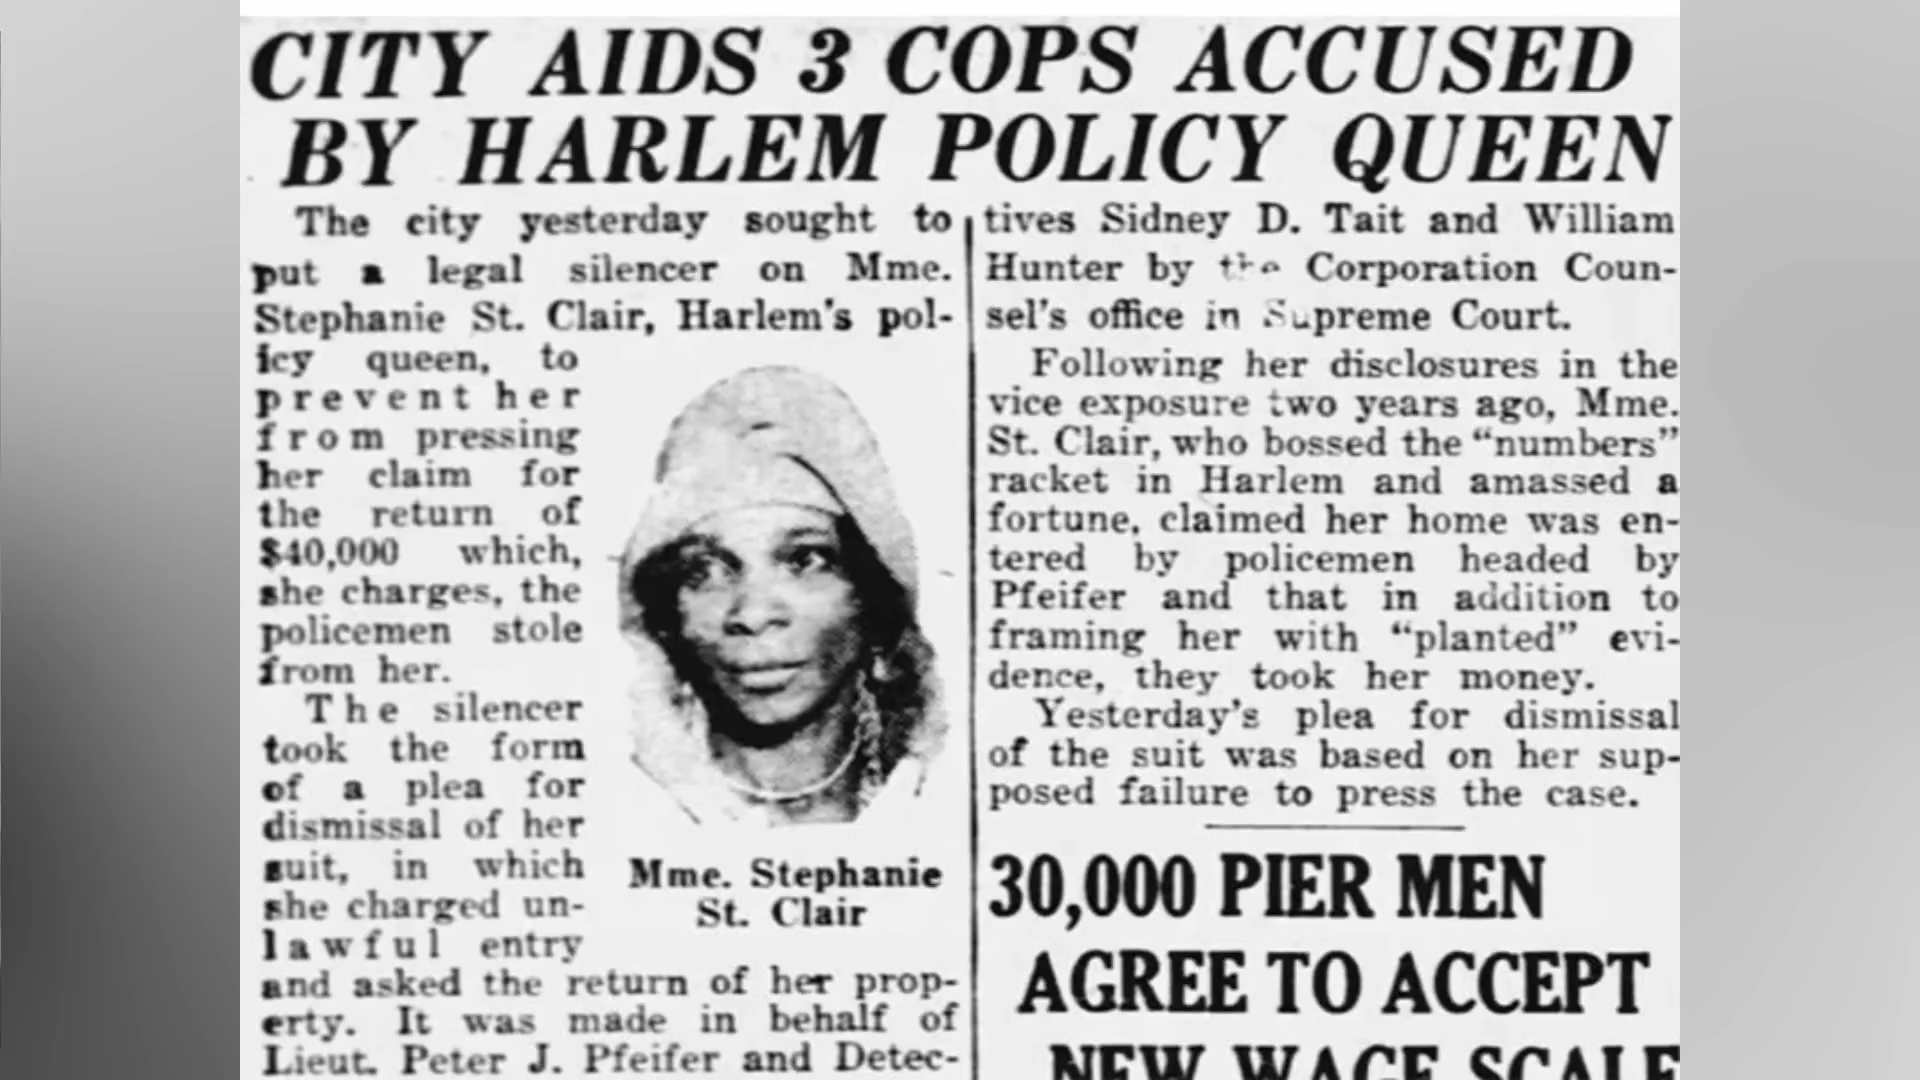 CITY AIDS 3 COPS ACCUSED
BY HARLEM POLICY QUEEN
The city yesterday sought to
put a legal silencer on Mme.
Stephanie St. Clair, Harlem's pol-
icy queen, to
prevent her
from pressing
her claim for
the return of
$40,000 which,
she charges, the
policemen stole
from her.
The silencer
took the form
of a plea for
dismissal of her
suit, in which
she charged un-
lawful entry
and asked the return of her prop-
erty. It was made in behalf of
Lieut. Peter J. Pfeifer and Detec-
Mme. Stephanie
St. Clair
tives Sidney D. Tait and William
Hunter by the Corporation Coun-
sel's office in Supreme Court.
Following her disclosures in the
vice exposure two years ago, Mme.
St. Clair, who bossed the “numbers”
racket in Harlem and amassed a
fortune, claimed her home was en-
tered by policemen headed by
Pfeifer and that in addition to
framing her with “planted” evi-
dence, they took her money.
Yesterday's plea for dismissal
of the suit was based on her sup-
posed failure to press the case.
30,000 PIER MEN
AGREE TO ACCEPT
NEW WAGE SCALE